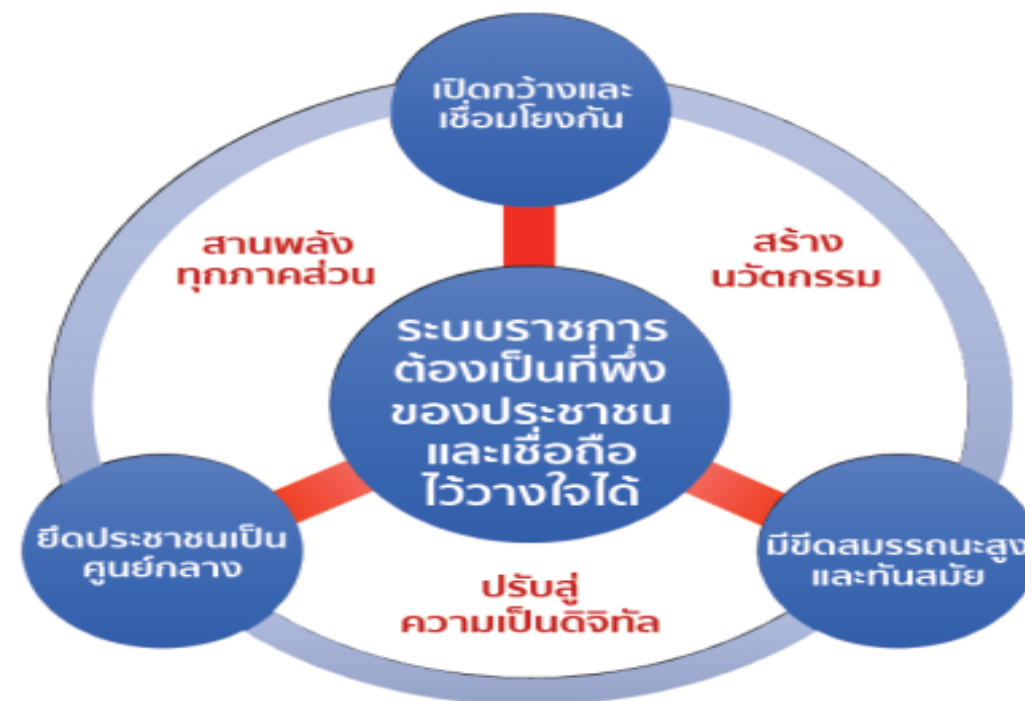 เปิดกว้างและ
เชื่อมโยงกัน
สานพลัง
ทุกภาคส่วน
สร้าง
นวัตกรรม
ระบบราชการ
ต้องเป็นที่พึ่ง
ของประชาชน
และเชื่อถือ
ไว้วางใจได้
ยึดประชาชนเป็น
ศูนย์กลาง
มีขีดสมรรถนะสูง
และทันสมัย
ปรับสู่
ความเป็นดิจิทัล